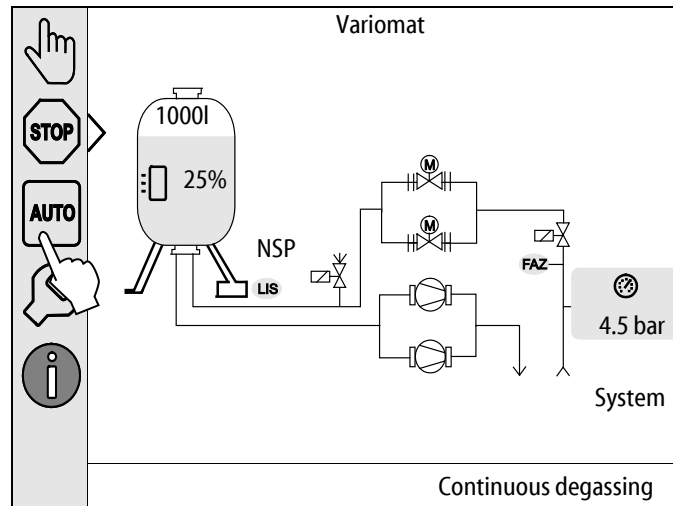 Variomat
STOP
AUTO
1000l
25%
NSP
LIS
M
M
FAZ
4.5 bar
System
Continuous degassing